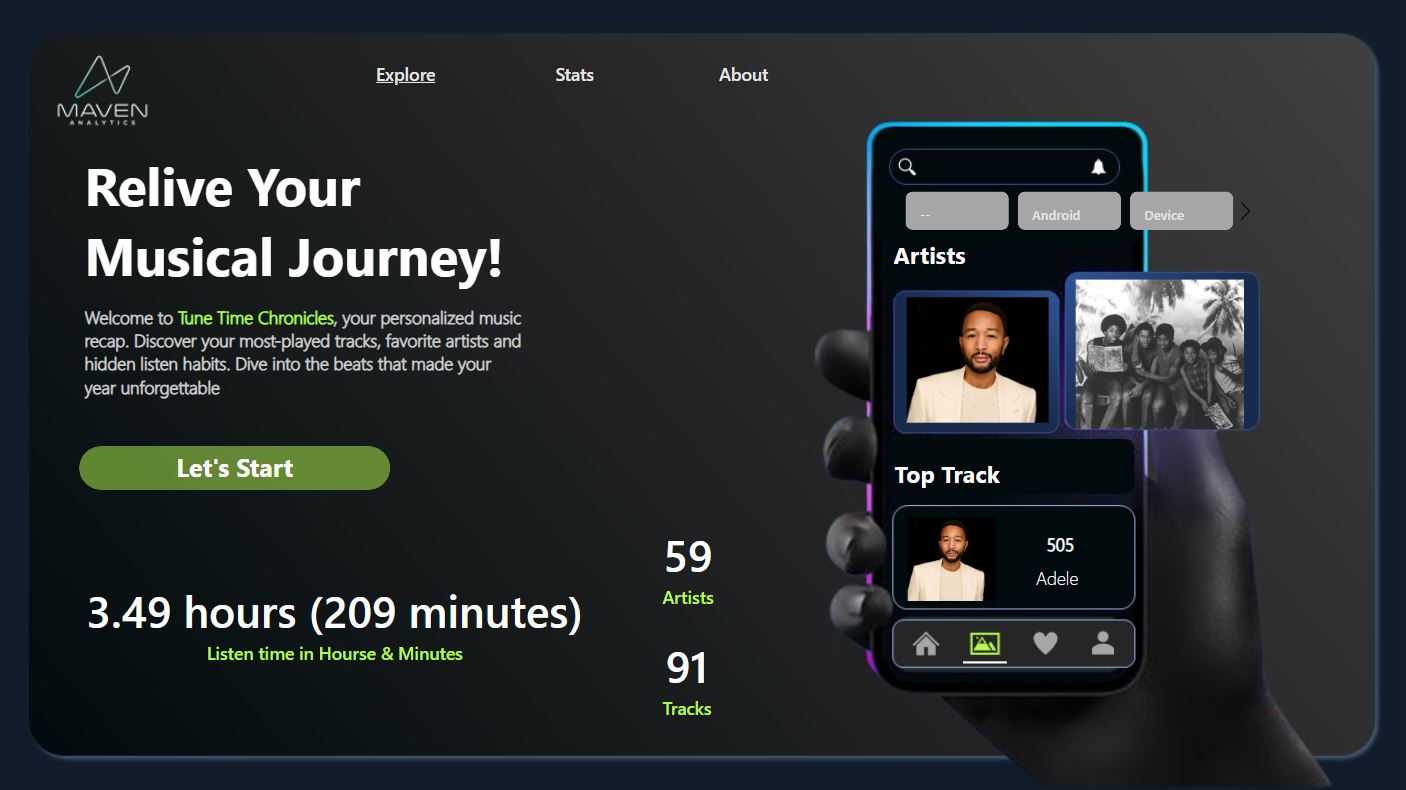 MAVEN
ANALYTICS
Explore
Stats
About
Relive Your
Musical Journey!
Welcome to Tune Time Chronicles, your personalized music
recap. Discover your most-played tracks, favorite artists and
hidden listen habits. Dive into the beats that made your
year unforgettable
Let's Start
3.49 hours (209 minutes)
Listen time in Hourse & Minutes
59
Artists
91
Tracks
--
Android
Device
Artists
Top Track
505
Adele